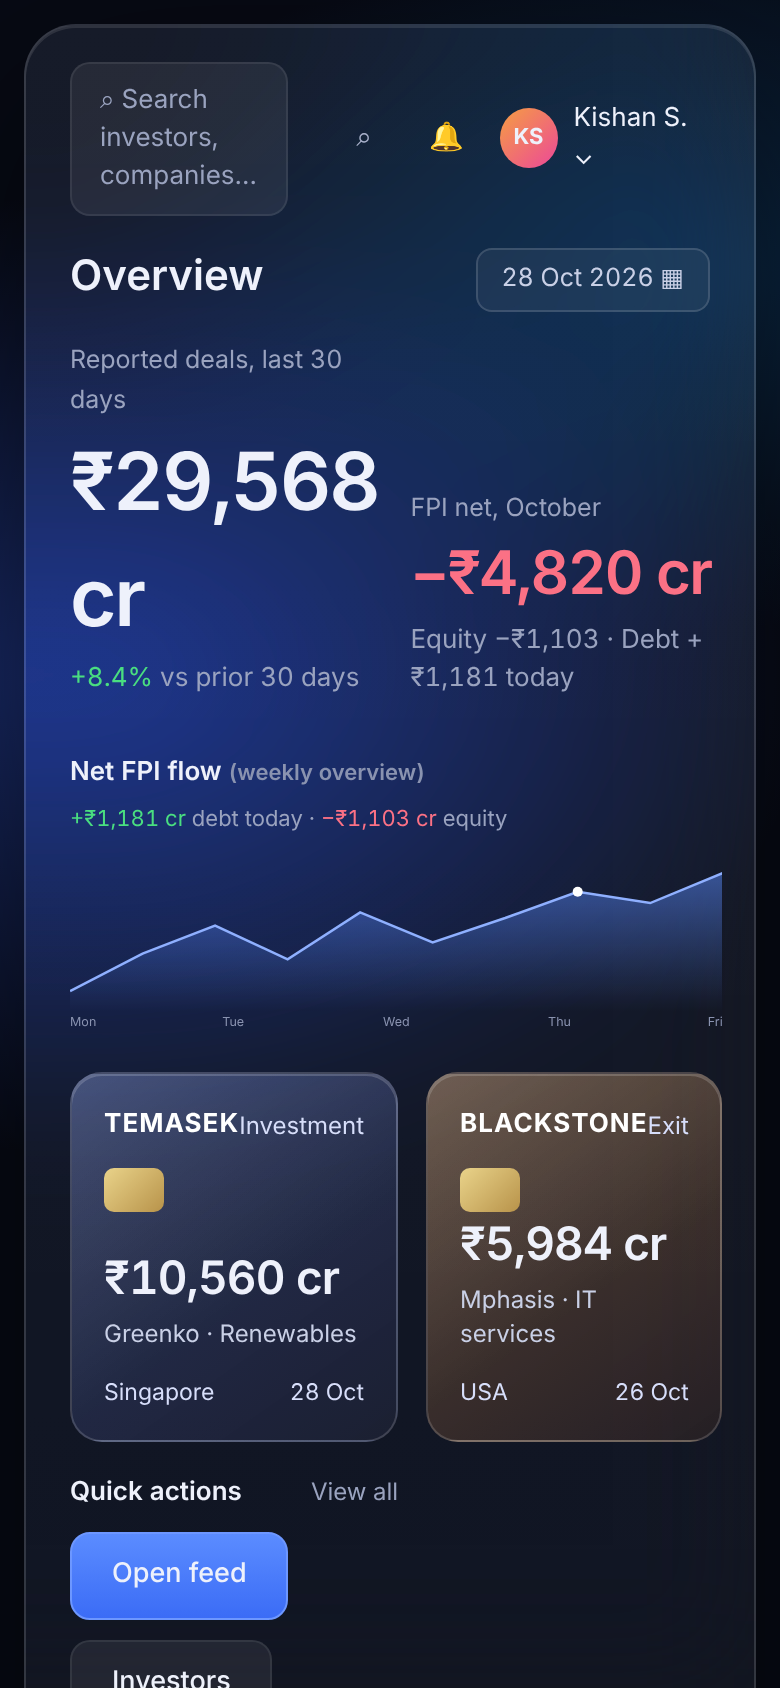 ⌕ Search
investors,
companies...
⌕
🔔
KS
Kishan S.
Overview
28 Oct 2026 ▦
Reported deals, last 30
days
₹29,568
cr
+8.4% vs prior 30 days
FPI net, October
−₹4,820 cr
Equity −₹1,103 · Debt +
₹1,181 today
Net FPI flow (weekly overview)
+₹1,181 cr debt today · −₹1,103 cr equity
Mon Tue Wed Thu Fri
TEMASEK Investment
₹10,560 cr
Greenko · Renewables
Singapore 28 Oct
BLACKSTONE Exit
₹5,984 cr
Mphasis · IT
services
USA 26 Oct
Quick actions View all
Open feed
Investors